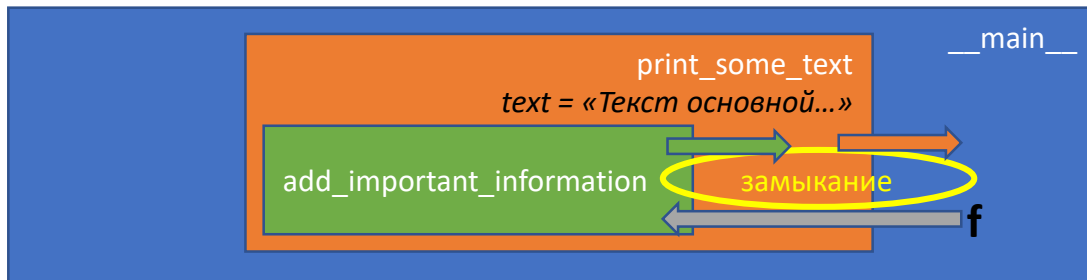 __main__
print_some_text
text = «Текст основной…»
add_important_information
замыкание
f